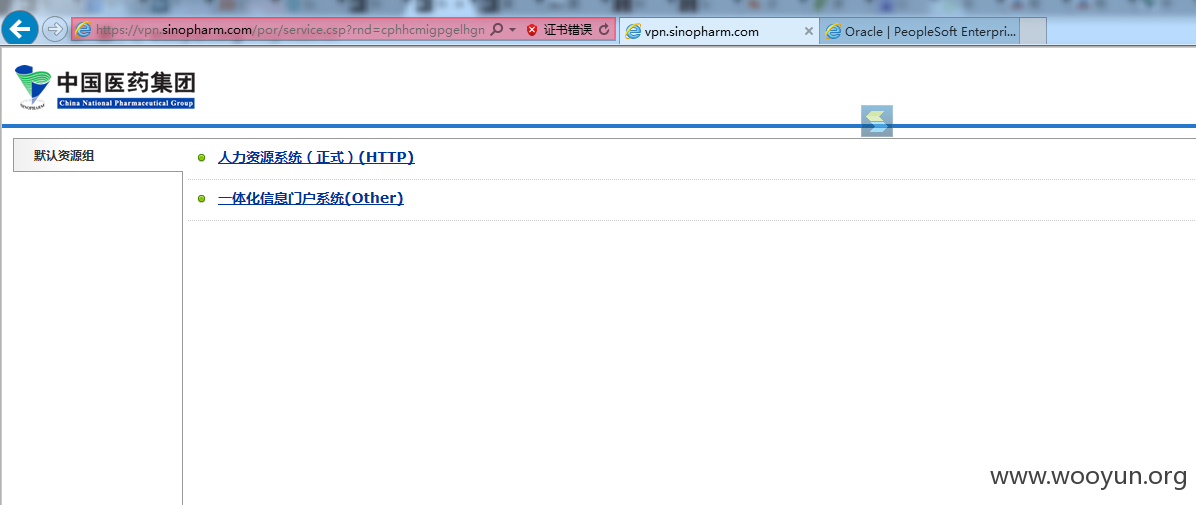 https://vpn.sinopharm.com/por/service.csp?rnd=cphhcmigpgelhgn
证书错误
vpn.sinopharm.com
Oracle | PeopleSoft Enterpri...
中国医药集团
SINOPHARM
China National Pharmaceutical Group
默认资源组
人力资源系统（正式）(HTTP)
一体化信息门户系统(Other)
www.wooyun.org